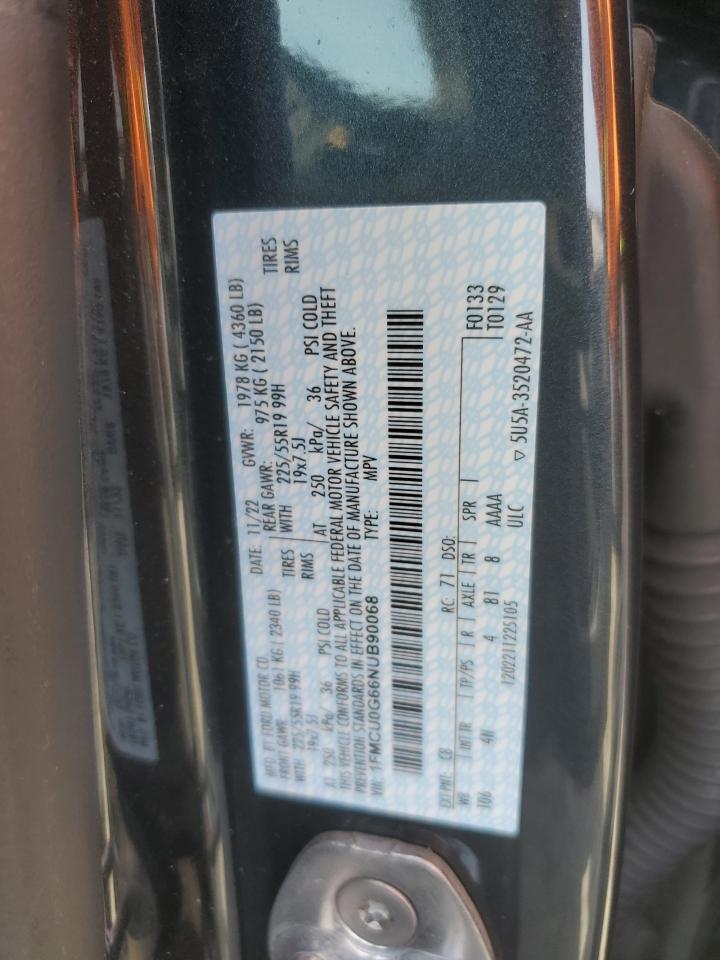 MFD. BY FORD MOTOR CO. DATE: 11/22 GVWR: 1978 KG ( 4360 LB)
FRONT GAWR: 1061 KG ( 2340 LB) REAR GAWR: 975 KG ( 2150 LB)
WITH 225/55R19 99H TIRES WITH 225/55R19 99H TIRES
19x7.5J RIMS 19x7.5J RIMS
AT 250 kPa/ 36 PSI COLD AT 250 kPa/ 36 PSI COLD
THIS VEHICLE CONFORMS TO ALL APPLICABLE FEDERAL MOTOR VEHICLE SAFETY AND THEFT
PREVENTION STANDARDS IN EFFECT ON THE DATE OF MANUFACTURE SHOWN ABOVE.
VIN: 1FMCU0G66NUB90068 TYPE: MPV
EXT PNT: C8 RC: 71 DSO: F0133
WB INT TR TP/PS R AXLE TR SPR T0129
106 4N 4 81 8 AAAA
1202211225105 ULC
▽ 5U5A-3520472-AA